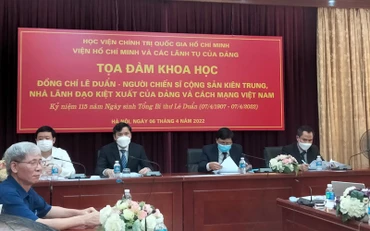 HỌC VIỆN CHÍNH TRỊ QUỐC GIA HỒ CHÍ MINH
VIỆN HỒ CHÍ MINH VÀ CÁC LÃNH TỤ CỦA ĐẢNG
TỌA ĐÀM KHOA HỌC
ĐỒNG CHÍ LÊ DUẨN - NGƯỜI CHIẾN SĨ CỘNG SẢN KIÊN TRUNG,
NHÀ LÃNH ĐẠO KIỆT XUẤT CỦA ĐẢNG VÀ CÁCH MẠNG VIỆT NAM
Kỷ niệm 115 năm Ngày sinh Tổng Bí thư Lê Duẩn (07/4/1907 - 07/4/2022)
HÀ NỘI, NGÀY 06 THÁNG 4 NĂM 2022